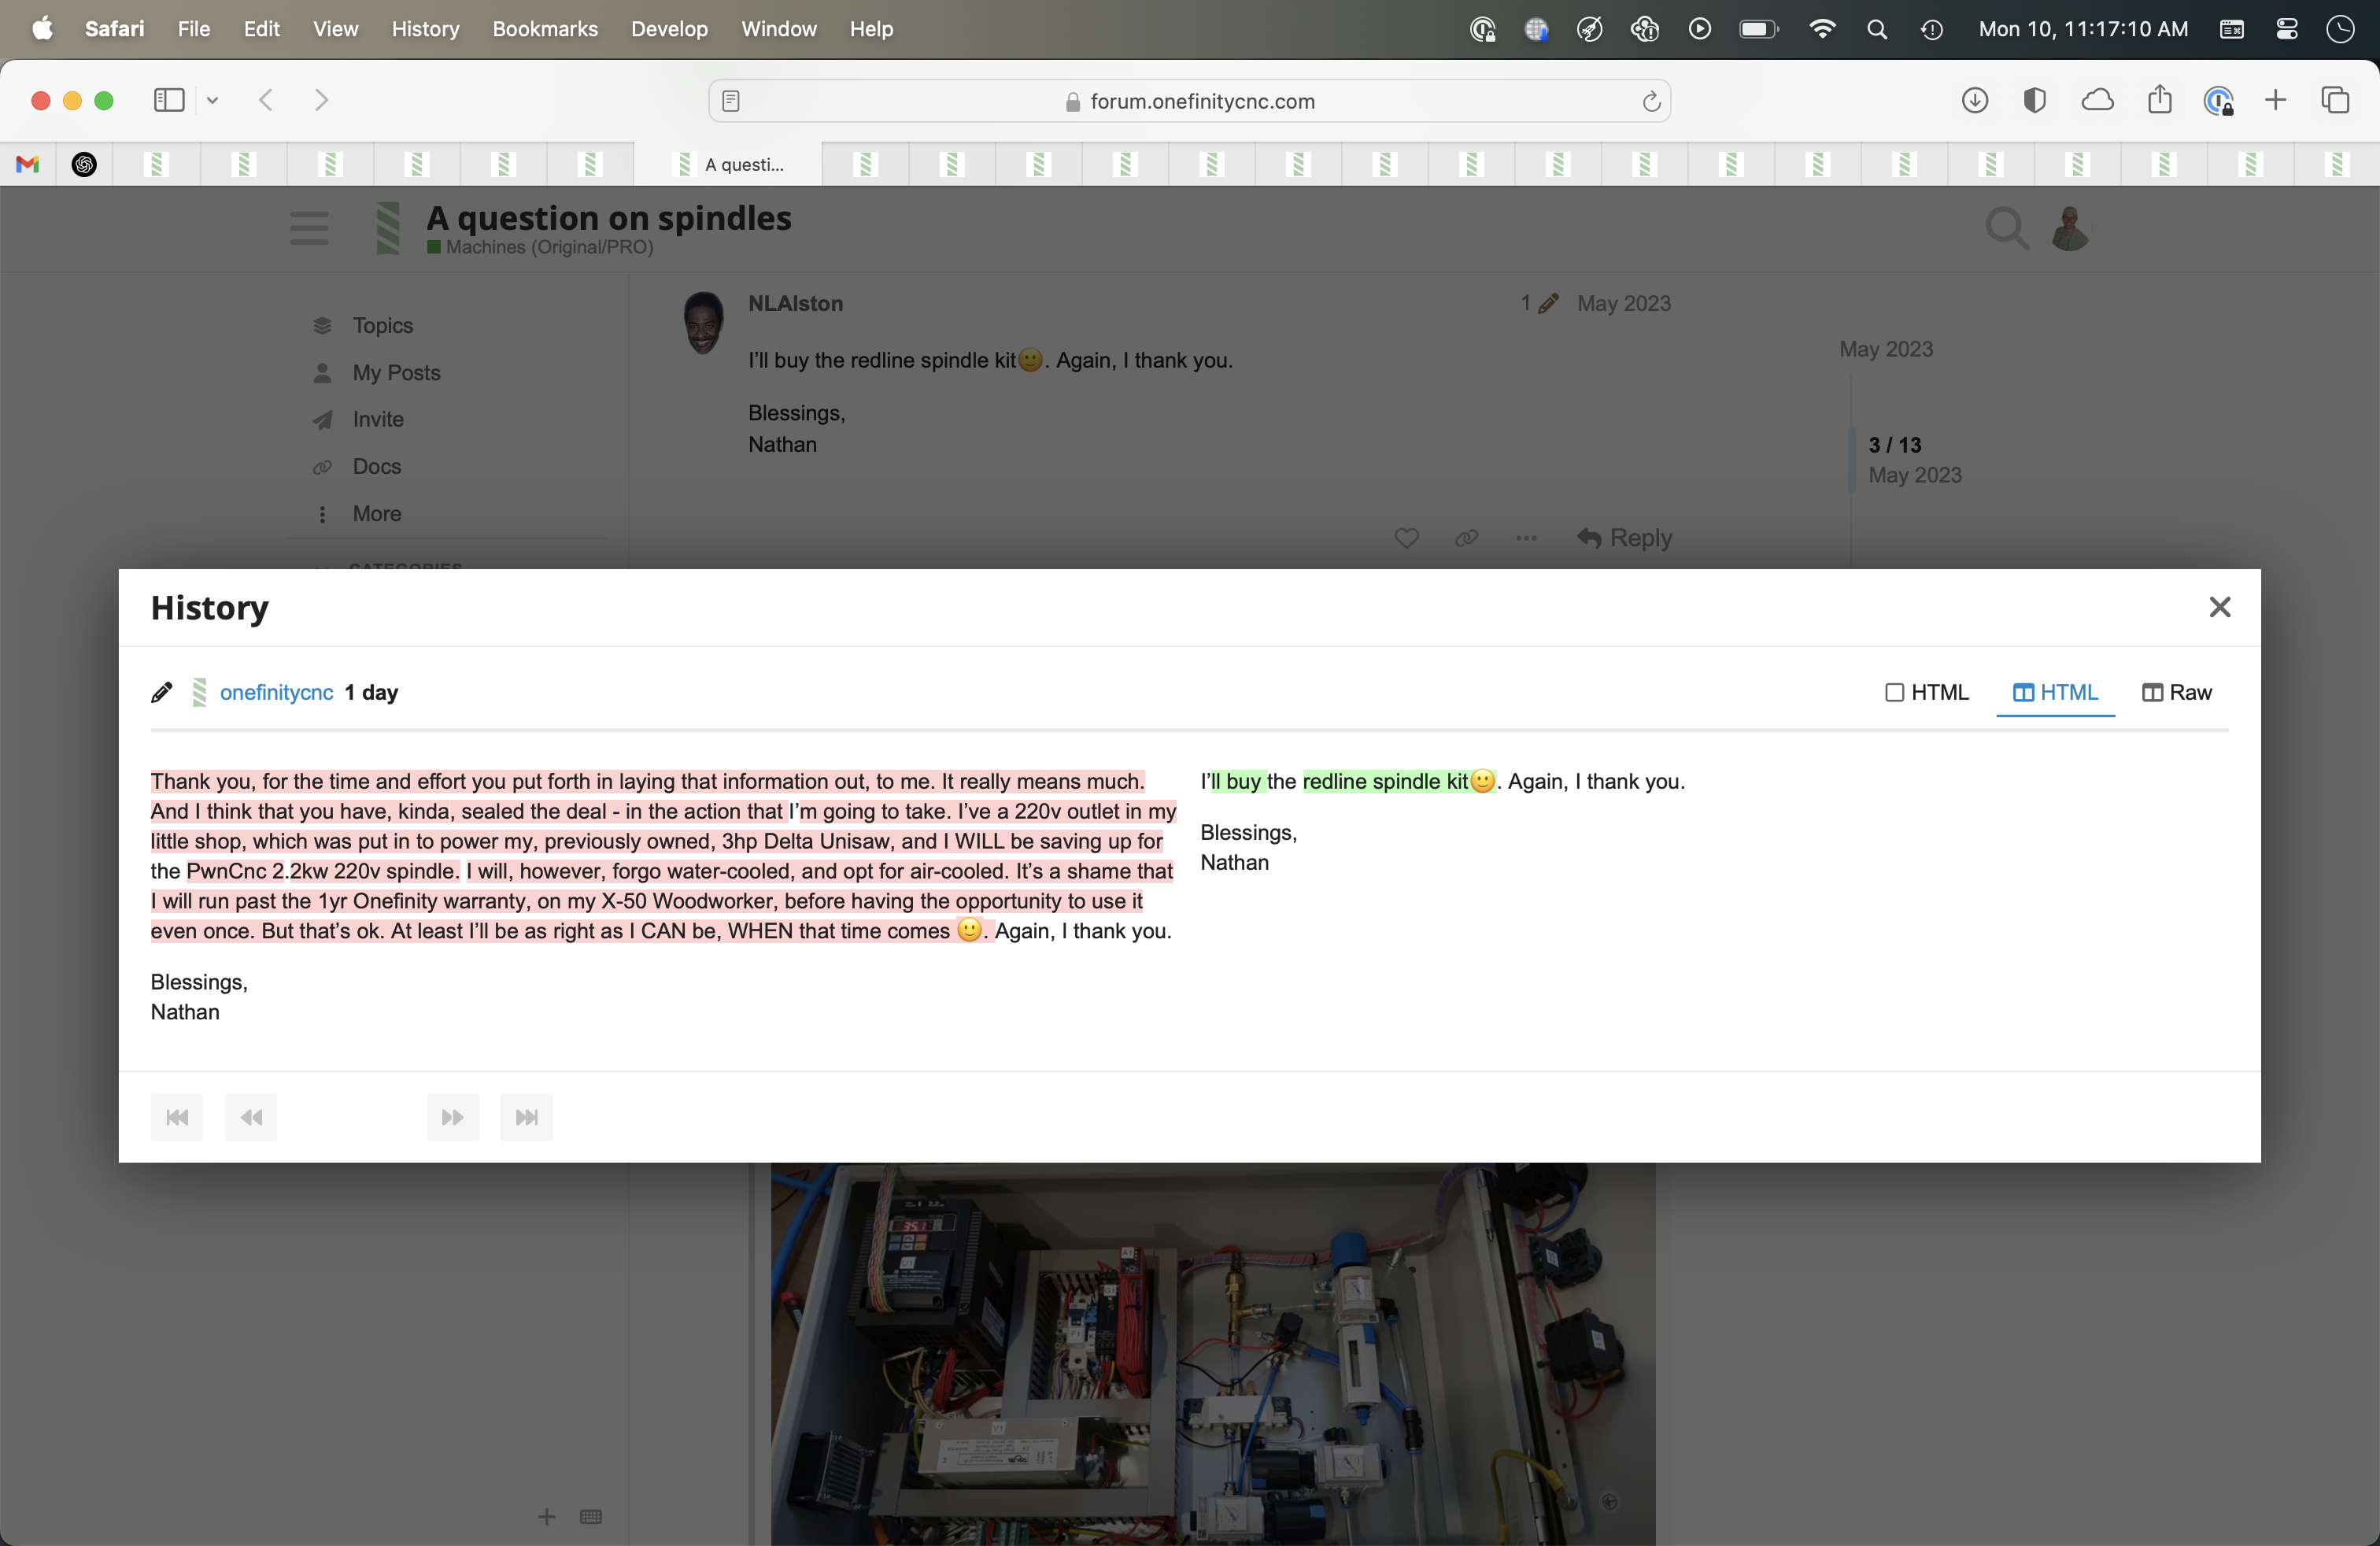 Safari File Edit View History Bookmarks Develop Window Help Mon 10, 11:17:10 AM
forum.onefinitycnc.com
A questi...
A question on spindles
Machines (Original/PRO)
Topics
My Posts
Invite
Docs
More
CATEGORIES
NLAlston 1 May 2023
I’ll buy the redline spindle kit🙂. Again, I thank you.
Blessings,
Nathan
Reply
May 2023
3 / 13
May 2023
History
onefinitycnc 1 day
HTML HTML Raw
Thank you, for the time and effort you put forth in laying that information out, to me. It really means much.
And I think that you have, kinda, sealed the deal - in the action that I’m going to take. I’ve a 220v outlet in my
little shop, which was put in to power my, previously owned, 3hp Delta Unisaw, and I WILL be saving up for
the PwnCnc 2.2kw 220v spindle. I will, however, forgo water-cooled, and opt for air-cooled. It’s a shame that
I will run past the 1yr Onefinity warranty, on my X-50 Woodworker, before having the opportunity to use it
even once. But that’s ok. At least I’ll be as right as I CAN be, WHEN that time comes 🙂. Again, I thank you.
Blessings,
Nathan
I’ll buy the redline spindle kit🙂. Again, I thank you.
Blessings,
Nathan
35.1
U1
A1
F1
V1